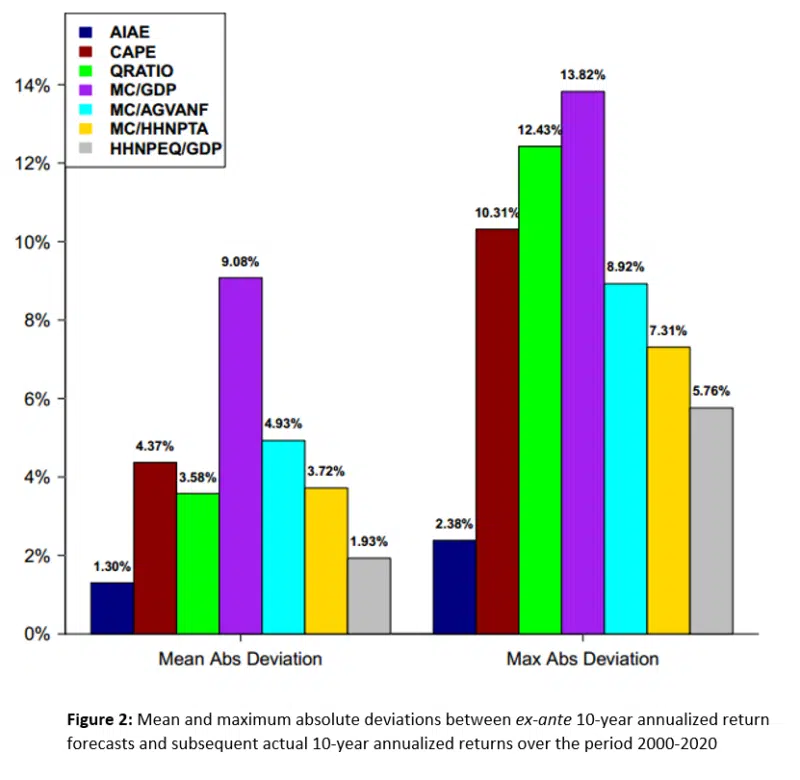 AIAE
CAPE
QRATIO
MC/GDP
MC/AGVANF
MC/HHNPTA
HHNPEQ/GDP
14%
12%
10%
8%
6%
4%
2%
0%
1.30%
4.37%
3.58%
9.08%
4.93%
3.72%
1.93%
2.38%
10.31%
12.43%
13.82%
8.92%
7.31%
5.76%
Mean Abs Deviation
Max Abs Deviation
Figure 2: Mean and maximum absolute deviations between ex-ante 10-year annualized return
forecasts and subsequent actual 10-year annualized returns over the period 2000-2020